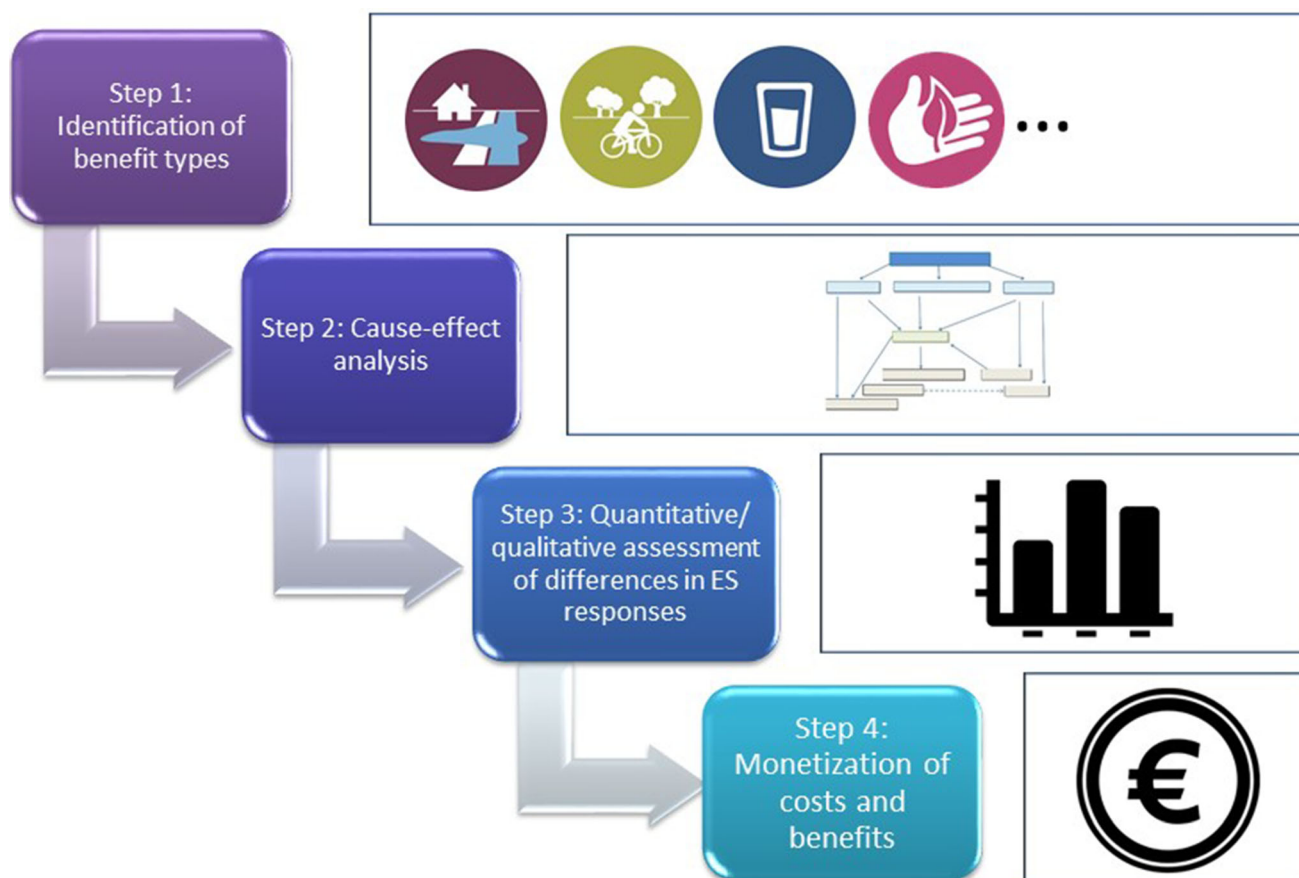 Step 1:
Identification of
benefit types
...
Step 2: Cause-effect
analysis
Step 3: Quantitative/
qualitative assessment
of differences in ES
responses
Step 4:
Monetization of
costs and
benefits
€